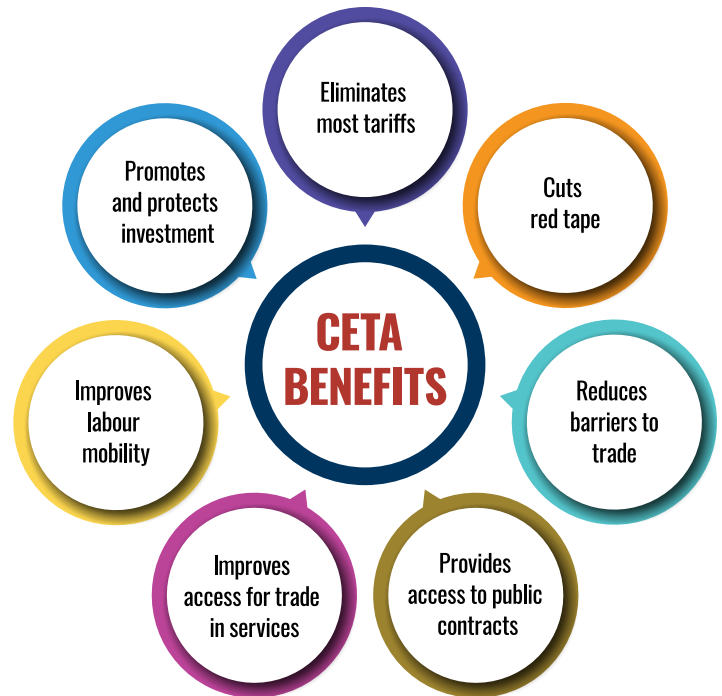 CETA
BENEFITS
Eliminates
most tariffs
Cuts
red tape
Reduces
barriers to
trade
Provides
access to public
contracts
Improves
access for trade
in services
Improves
labour
mobility
Promotes
and protects
investment